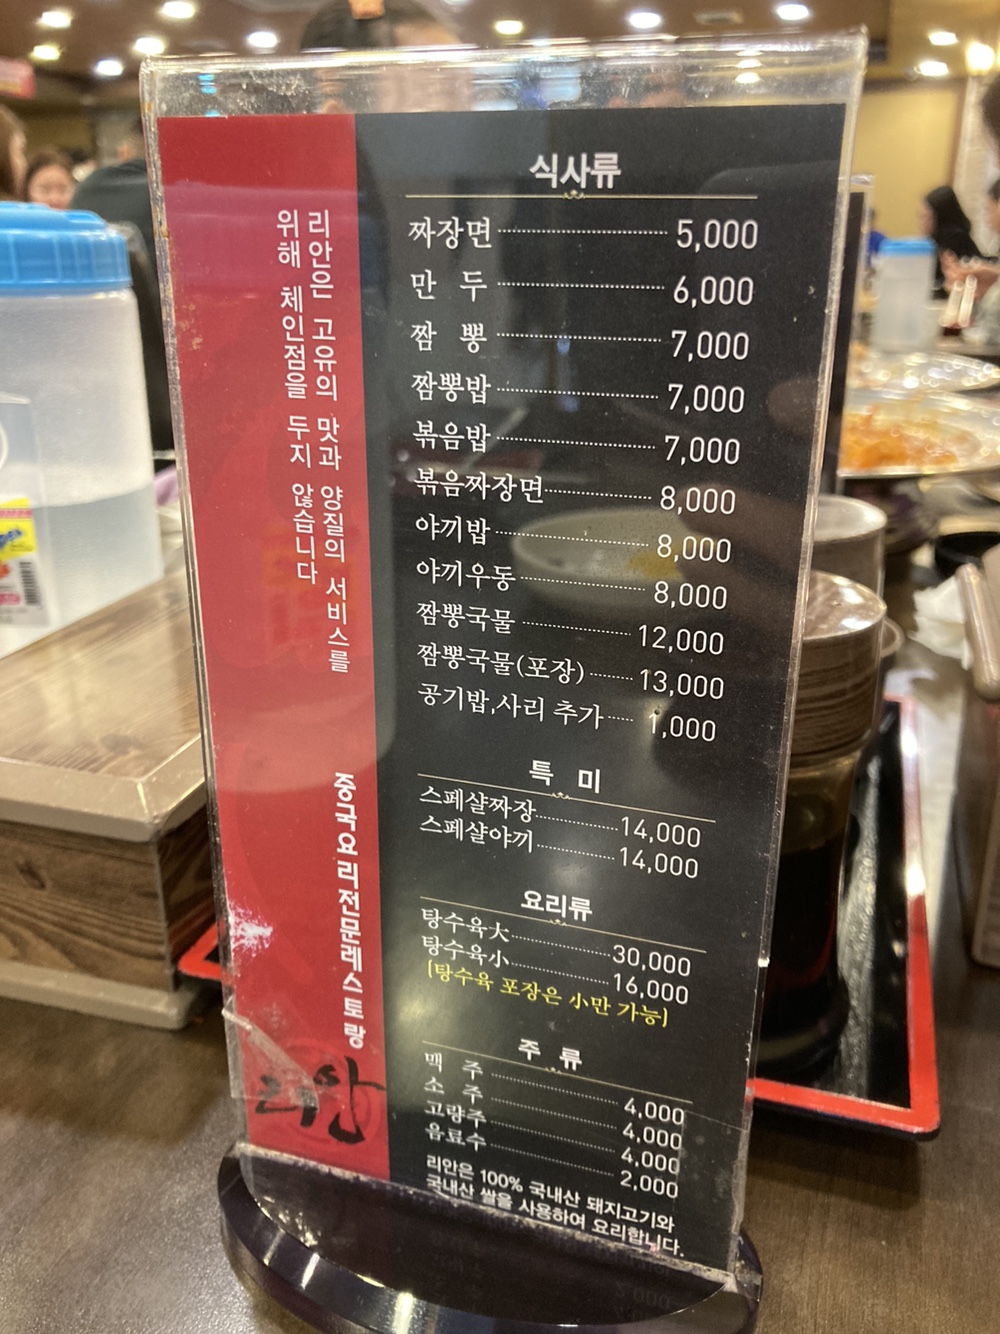 리안은 고유의 맛과 양질의 서비스를
위해 체인점을 두지 않습니다
중국요리전문레스토랑
리안
식사류
짜장면 5,000
만 두 6,000
짬 뽕 7,000
짬뽕밥 7,000
볶음밥 7,000
볶음짜장면 8,000
야끼밥 8,000
야끼우동 8,000
짬뽕국물 12,000
짬뽕국물(포장) 13,000
공기밥,사리 추가 1,000
특 미
스페샬짜장 14,000
스페샬야끼 14,000
요리류
탕수육大 30,000
탕수육小 16,000
[탕수육 포장은 小만 가능]
주 류
맥 주 4,000
소 주 4,000
고량주 4,000
음료수 2,000
리안은 100% 국내산 돼지고기와
국내산 쌀을 사용하여 요리합니다.